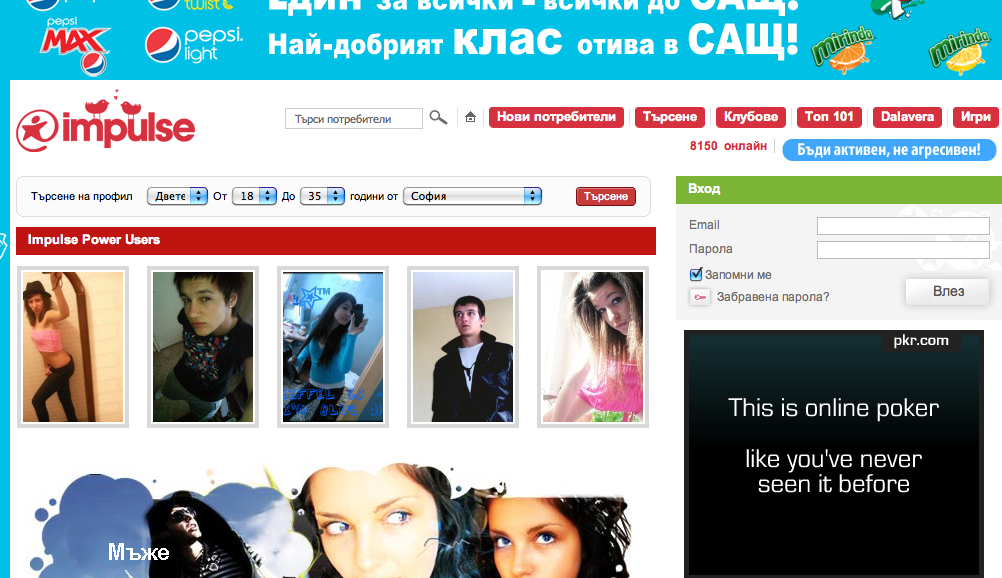 pepsi
MAX
twist
pepsi.
light
ЕДИН за всички - всички до САЩ!
Най-добрият клас отива в САЩ!
mirinda
mirinda
impulse
Търси потребители
Нови потребители
Търсене
Клубове
Топ 101
Dalavera
Игри
8150 онлайн
Бъди активен, не агресивен!
Търсене на профил
Двете
От
18
До
35
години от
София
Търсене
Вход
Email
Парола
Запомни ме
Забравена парола?
Влез
Impulse Power Users
TM
I'm BLUE :))
pkr.com
This is online poker
like you've never
seen it before
Мъже